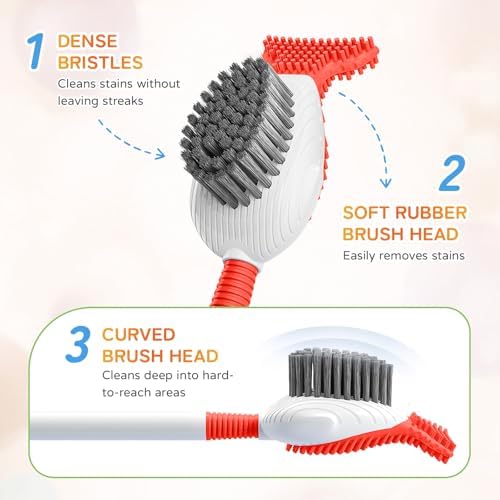 1
DENSE
BRISTLES
Cleans stains without
leaving streaks
2
SOFT RUBBER
BRUSH HEAD
Easily removes stains
3
CURVED
BRUSH HEAD
Cleans deep into hard-
to-reach areas